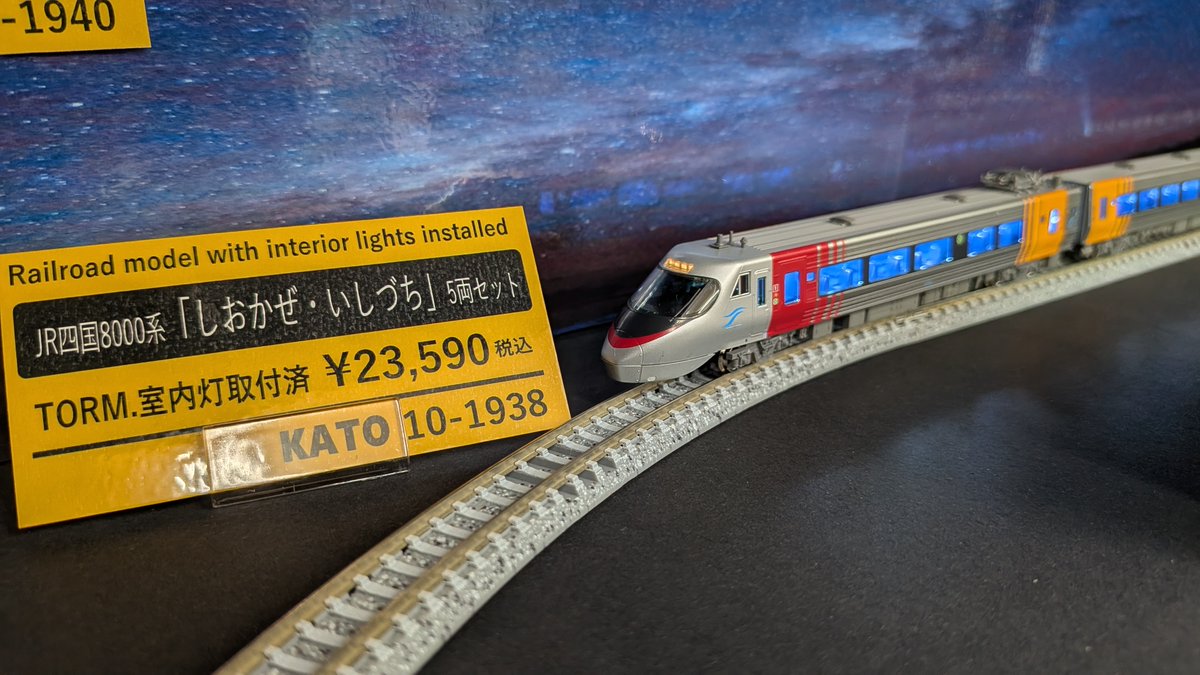 -1940
Railroad model with interior lights installed
JR四国8000系「しおかぜ・いしづち」5両セット
TORM.室内灯取付済 ¥23,590 税込
KATO 10-1938